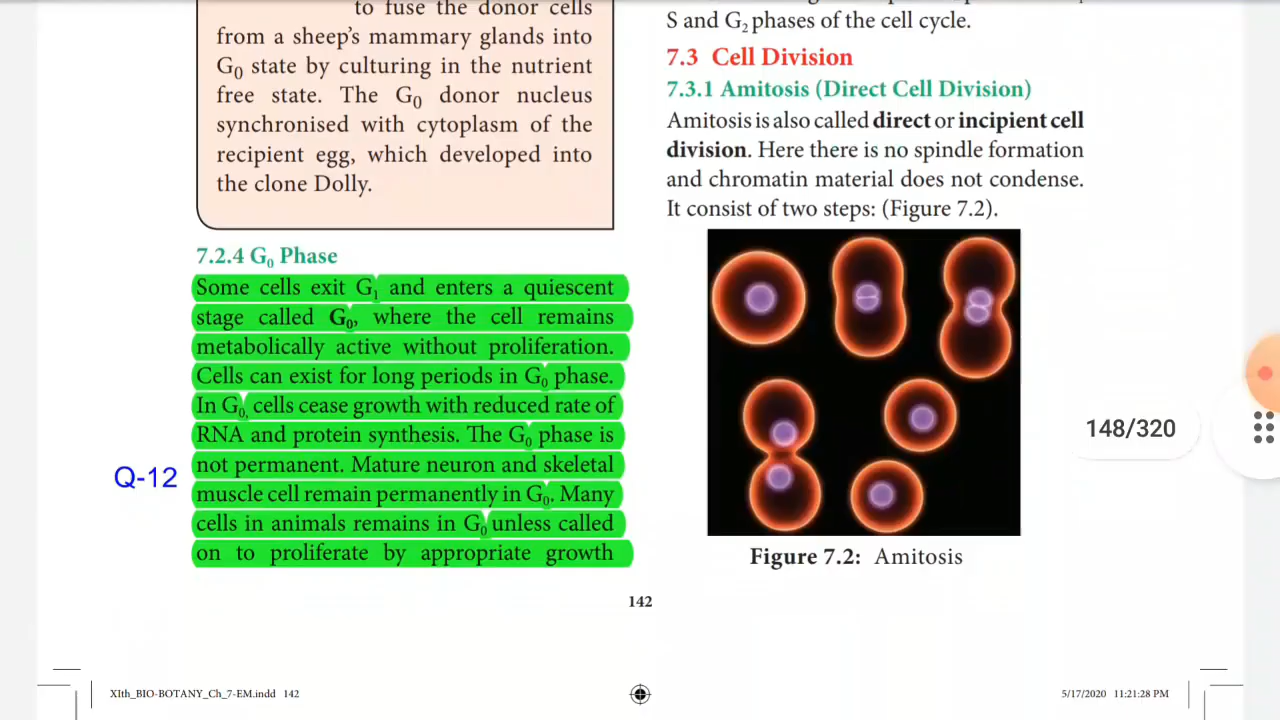 to fuse the donor cells
from a sheep's mammary glands into
G0 state by culturing in the nutrient
free state. The G0 donor nucleus
synchronised with cytoplasm of the
recipient egg, which developed into
the clone Dolly.
7.2.4 G0 Phase
Some cells exit G1 and enters a quiescent
stage called G0, where the cell remains
metabolically active without proliferation.
Cells can exist for long periods in G0 phase.
In G0, cells cease growth with reduced rate of
RNA and protein synthesis. The G0 phase is
not permanent. Mature neuron and skeletal
muscle cell remain permanently in G0. Many
cells in animals remains in G0 unless called
on to proliferate by appropriate growth
Q-12
S and G2 phases of the cell cycle.
7.3 Cell Division
7.3.1 Amitosis (Direct Cell Division)
Amitosis is also called direct or incipient cell
division. Here there is no spindle formation
and chromatin material does not condense.
It consist of two steps: (Figure 7.2).
Figure 7.2: Amitosis
148/320
142
XIth_BIO-BOTANY_Ch_7-EM.indd 142
5/17/2020 11:21:28 PM